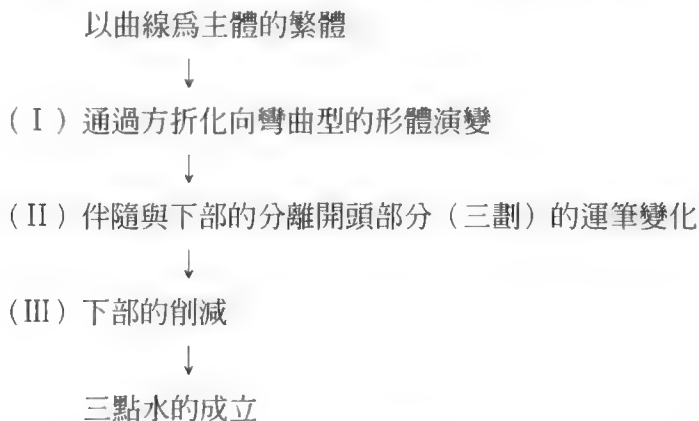 以曲線爲主體的繁體
↓
(Ⅰ)通過方折化向彎曲型的形體演變
↓
(Ⅱ)伴隨與下部的分離開頭部分(三劃)的運筆變化
↓
(Ⅲ)下部的削減
↓
三點水的成立